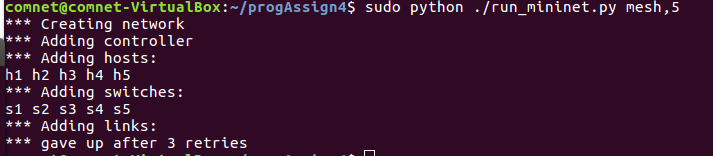 comnet@comnet-VirtualBox:~/progAssign4$ sudo python ./run_mininet.py mesh,5
*** Creating network
*** Adding controller
*** Adding hosts:
h1 h2 h3 h4 h5
*** Adding switches:
s1 s2 s3 s4 s5
*** Adding links:
*** gave up after 3 retries